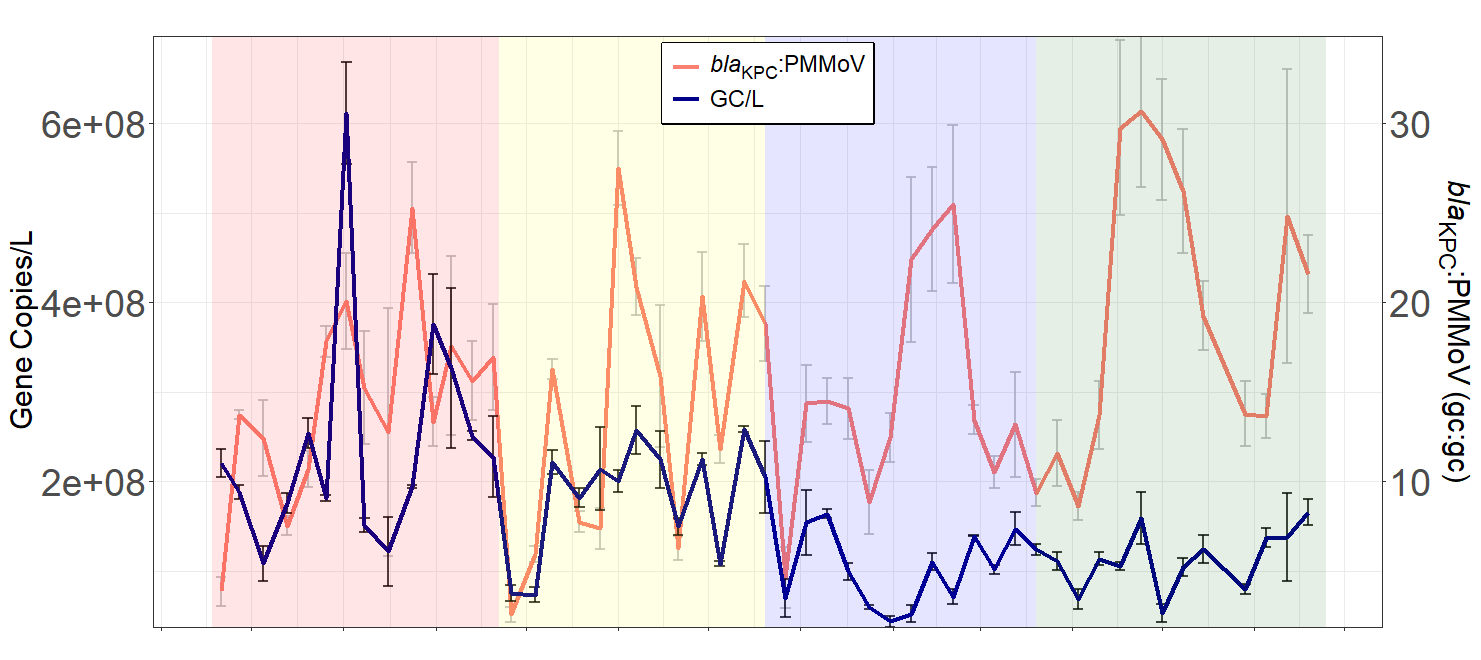 blaKPC:PMMoV
GC/L
Gene Copies/L
6e+08
4e+08
2e+08
30
20
10
blaKPC:PMMoV (gc:gc)